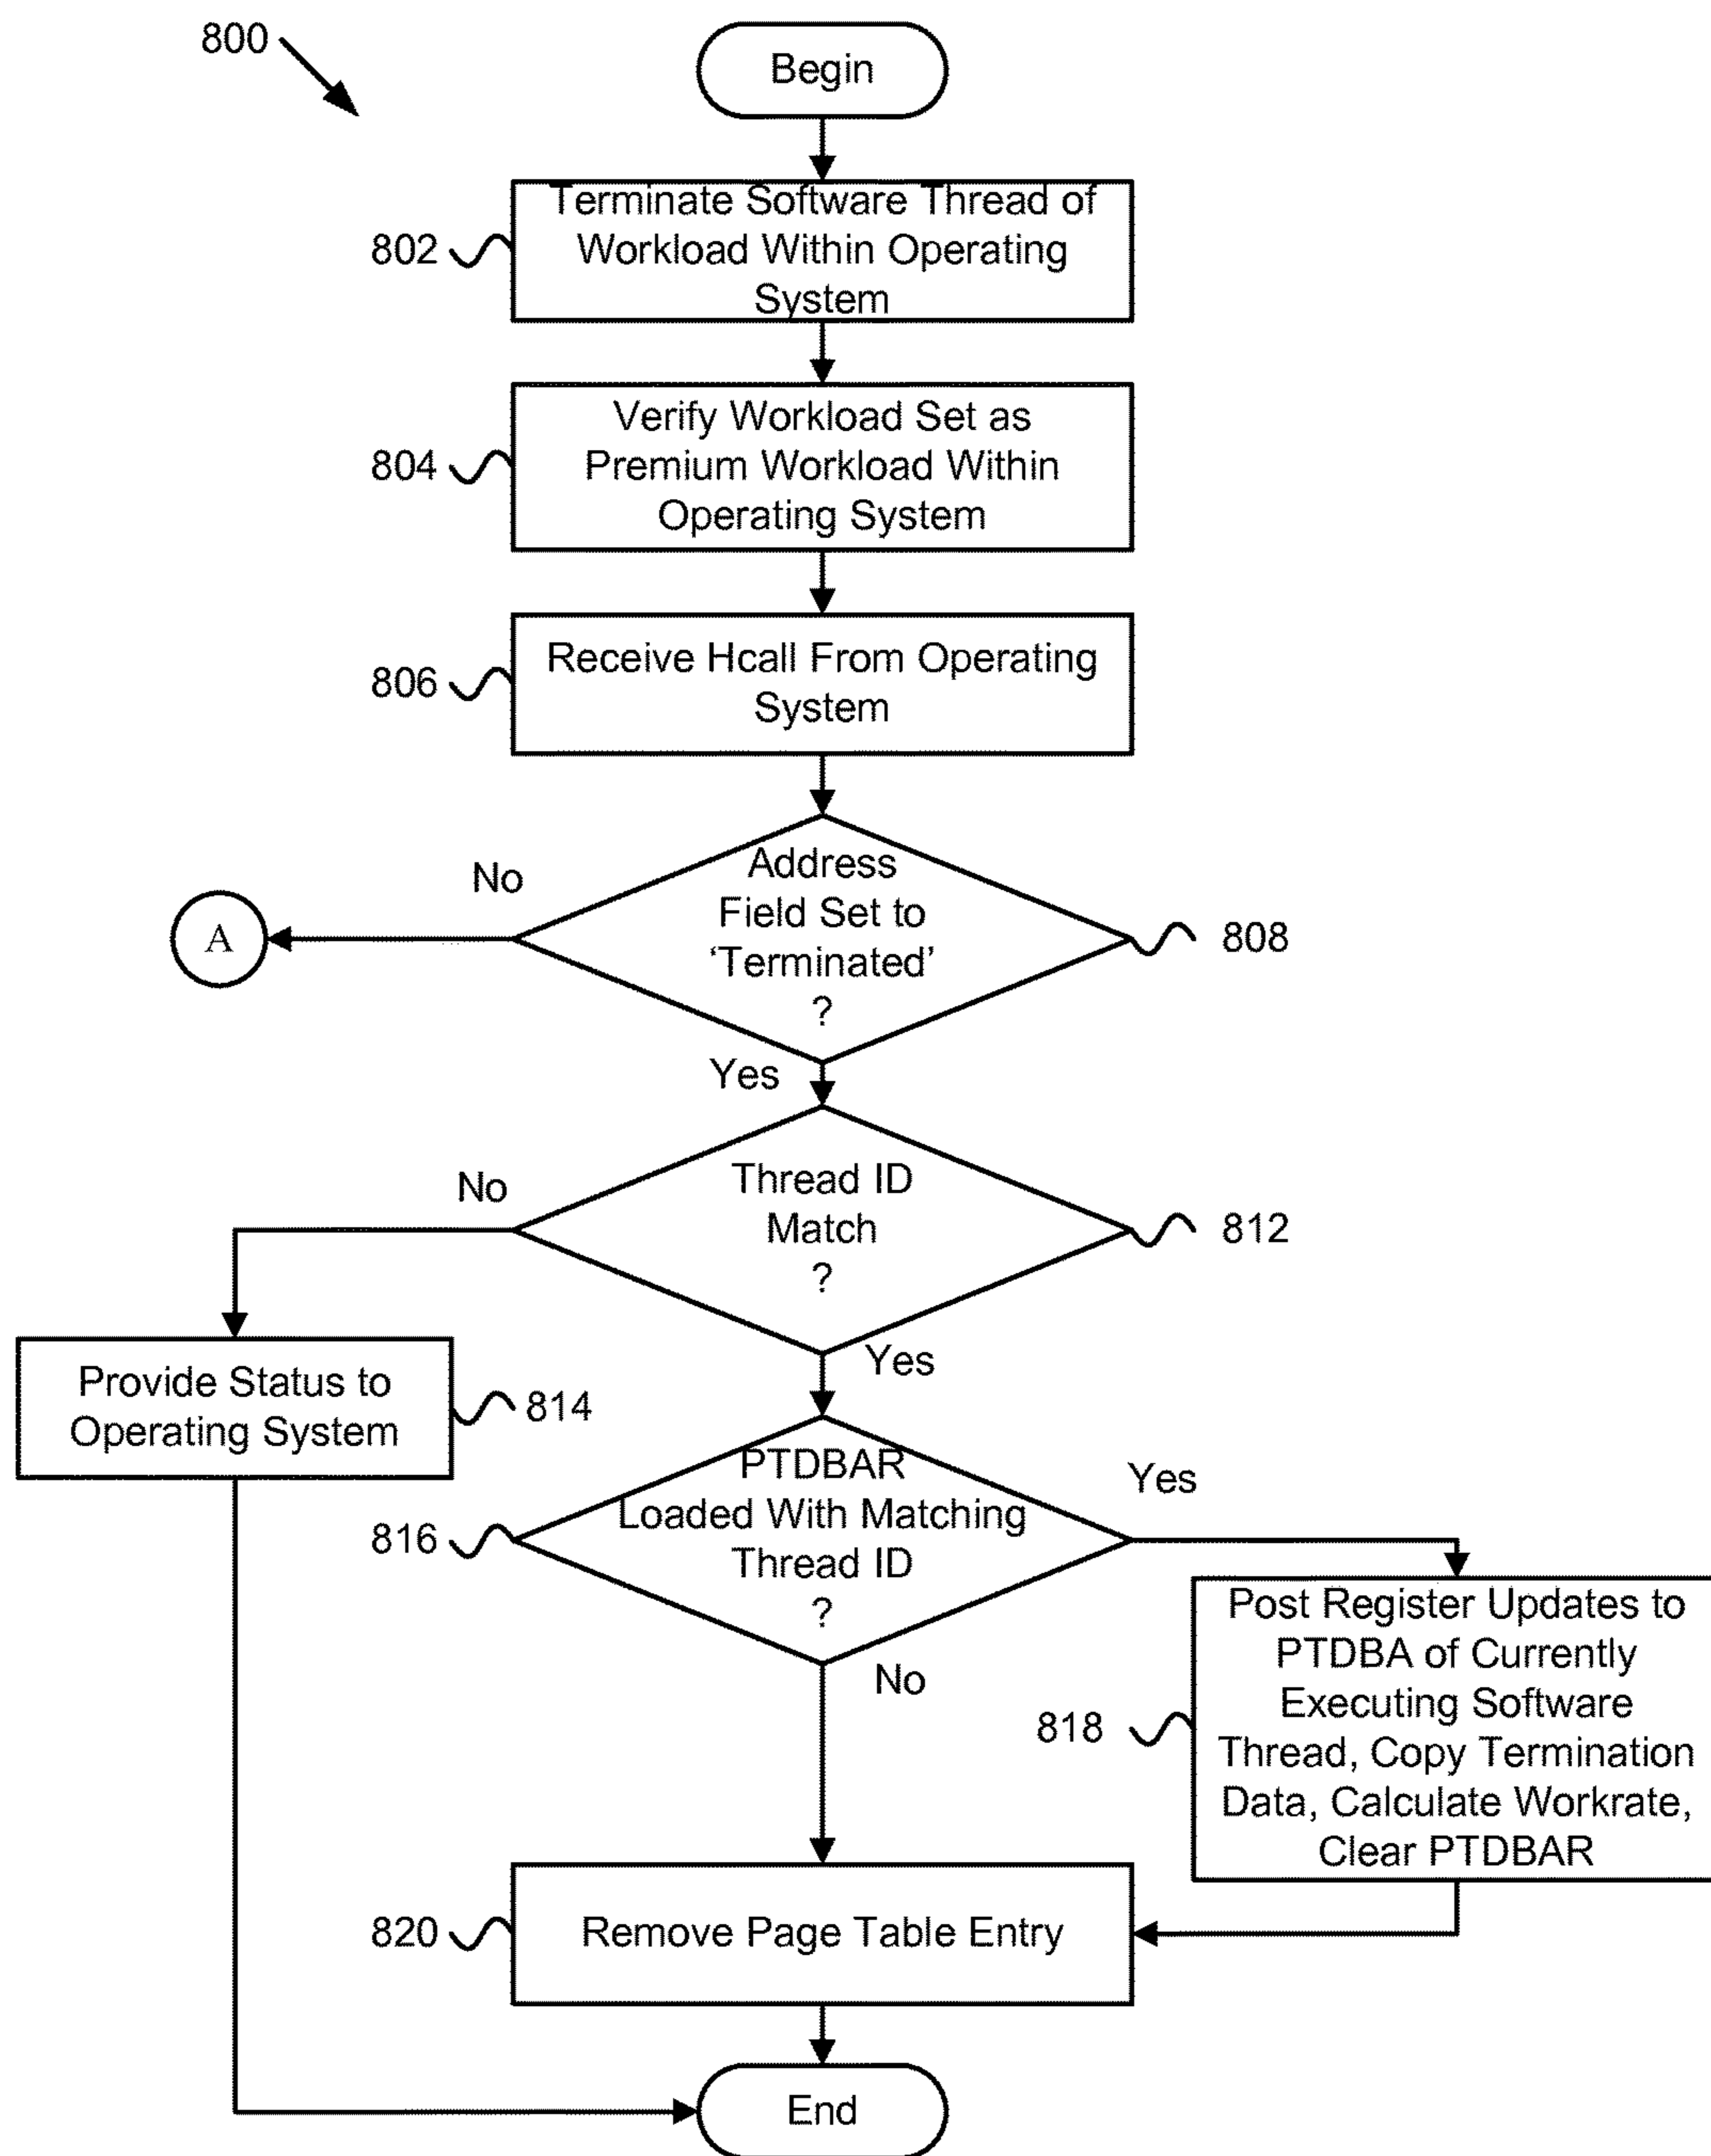 800
Begin
Terminate Software Thread of
Workload Within Operating
System
802
Verify Workload Set as
Premium Workload Within
Operating System
804
Receive Hcall From Operating
System
806
Address
Field Set to
‘Terminated’
?
No
A
808
Yes
Thread ID
Match
?
No
812
Provide Status to
Operating System
814
Yes
PTDBAR
Loaded With Matching
Thread ID
?
816
Yes
No
Post Register Updates to
PTDBA of Currently
Executing Software
Thread, Copy Termination
Data, Calculate Workrate,
Clear PTDBAR
818
Remove Page Table Entry
820
End